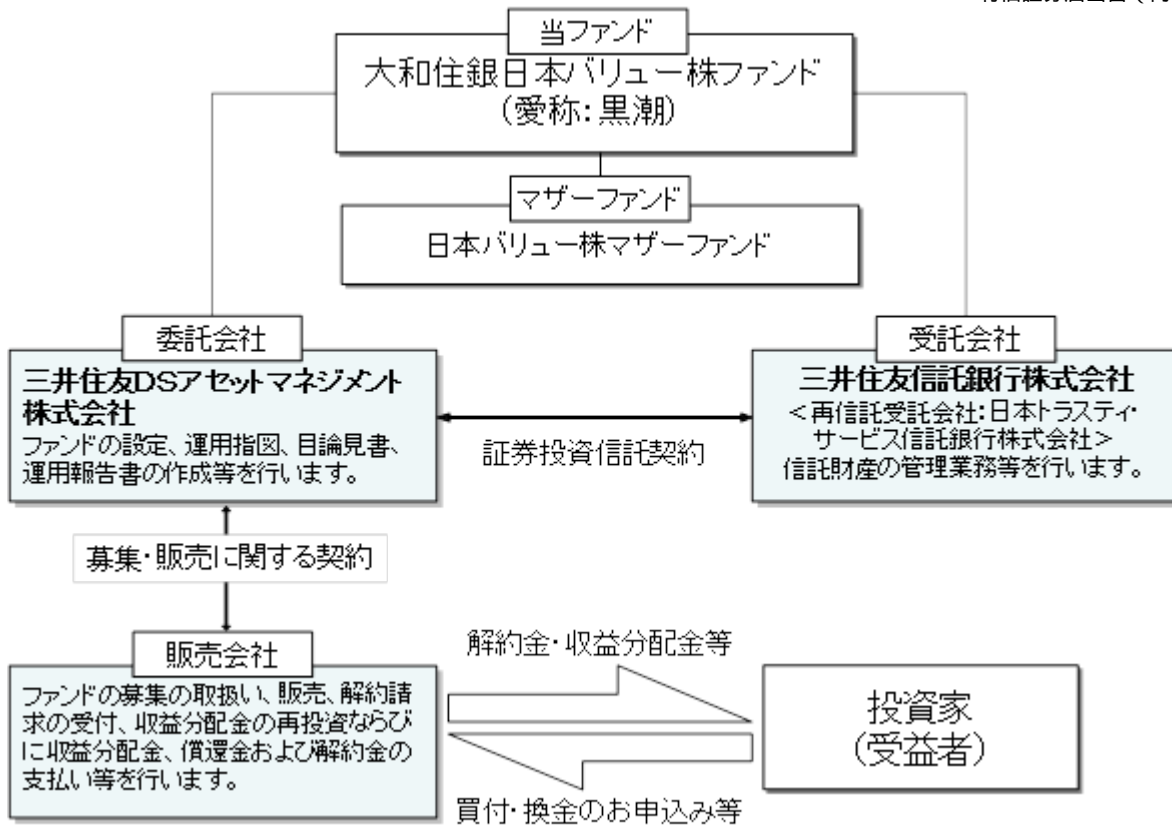 当ファンド
大和住銀日本バリュー株ファンド
(愛称:黒潮)
マザーファンド
日本バリュー株マザーファンド
委託会社
三井住友DSアセットマネジメント
株式会社
ファンドの設定、運用指図、目論見書、
運用報告書の作成等を行います。
証券投資信託契約
受託会社
三井住友信託銀行株式会社
<再信託受託会社:日本トラスティ・
サービス信託銀行株式会社>
信託財産の管理業務等を行います。
募集・販売に関する契約
販売会社
ファンドの募集の取扱い、販売、解約請
求の受付、収益分配金の再投資ならび
に収益分配金、償還金および解約金の
支払い等を行います。
解約金・収益分配金等
買付・換金のお申込み等
投資家
(受益者)